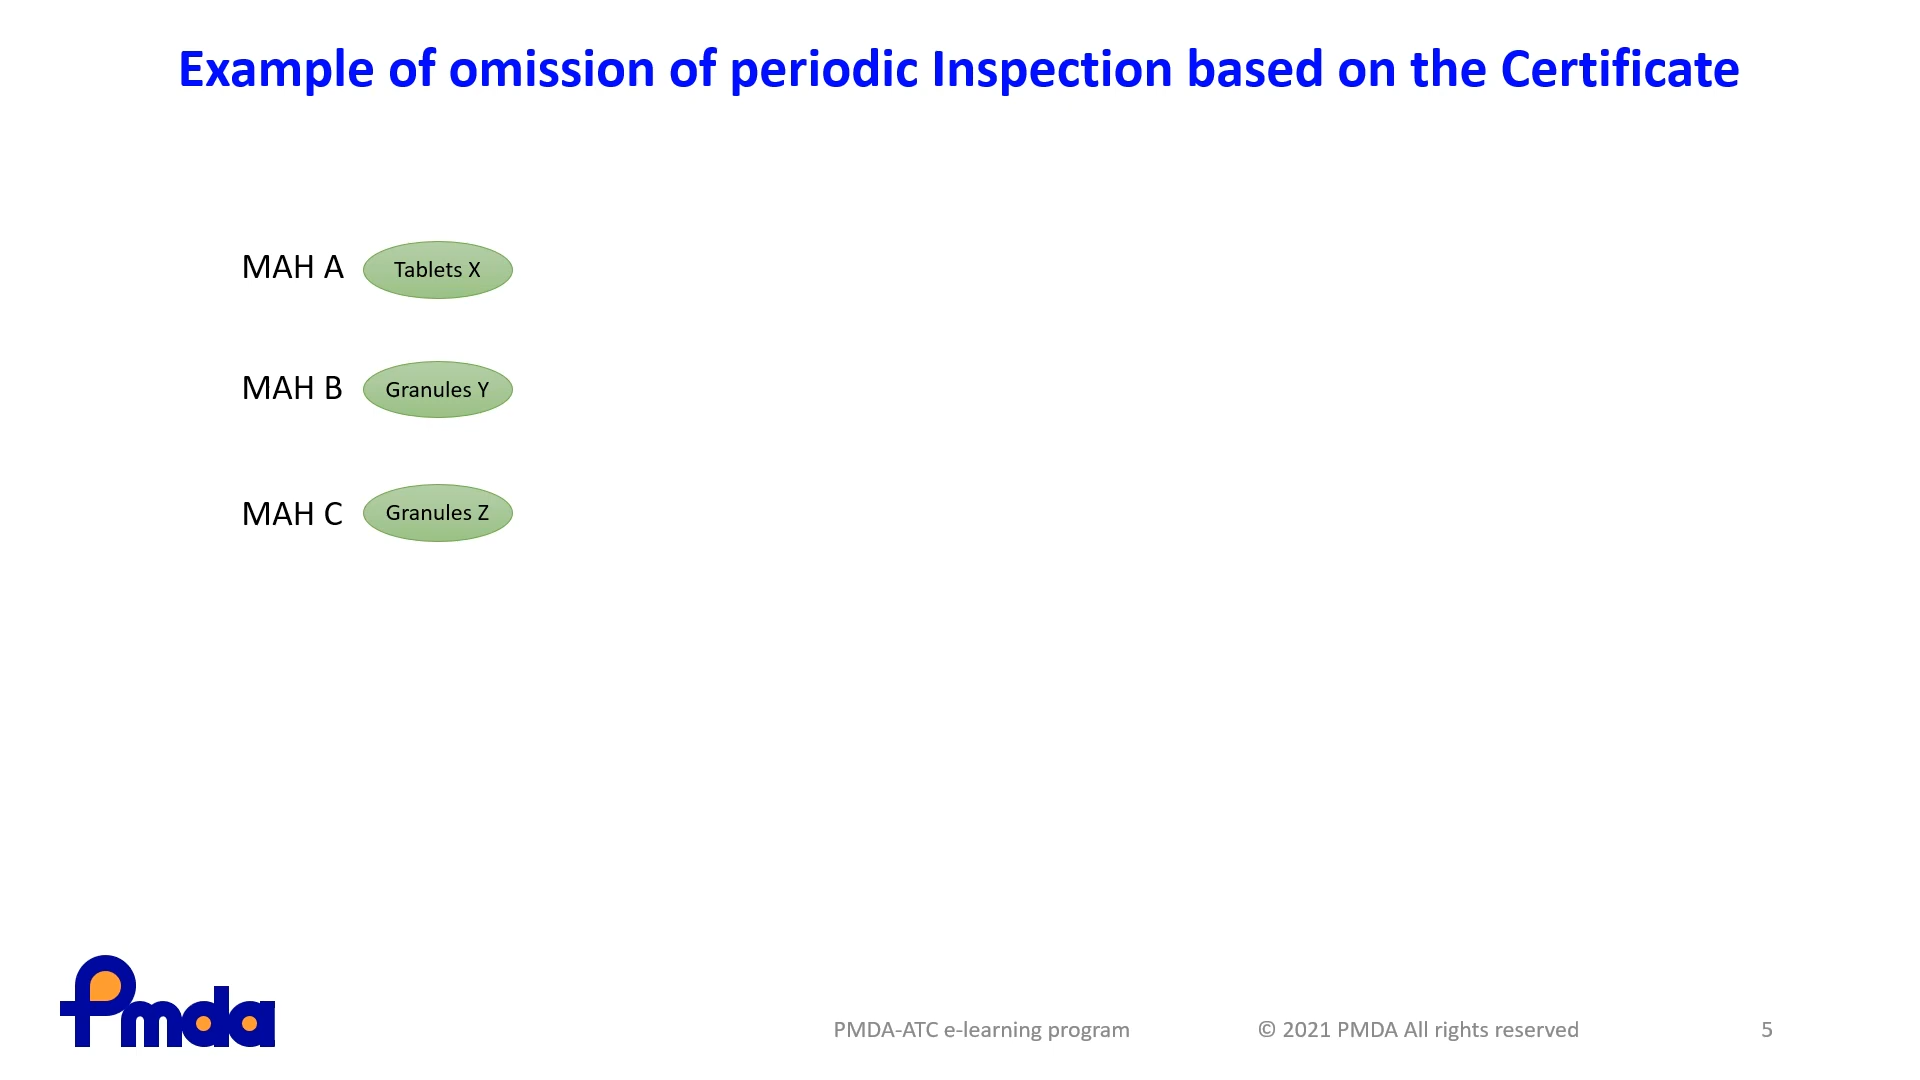 Example of omission of periodic Inspection based on the Certificate
MAH A Tablets X
MAH B Granules Y
MAH C Granules Z
Pmda
PMDA-ATC e-learning program © 2021 PMDA All rights reserved 5